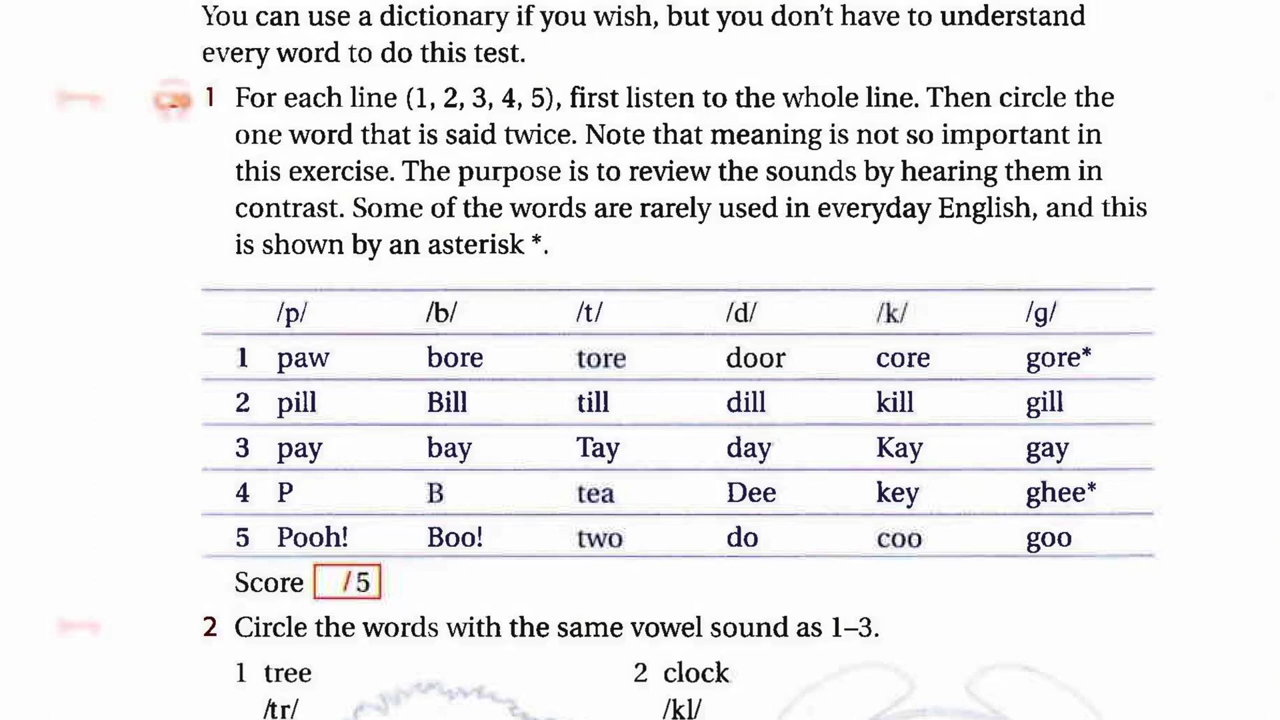 You can use a dictionary if you wish, but you don't have to understand
every word to do this test.
1 For each line (1, 2, 3, 4, 5), first listen to the whole line. Then circle the
one word that is said twice. Note that meaning is not so important in
this exercise. The purpose is to review the sounds by hearing them in
contrast. Some of the words are rarely used in everyday English, and this
is shown by an asterisk *.
/p/ /b/ /t/ /d/ /k/ /g/
1 paw bore tore door core gore*
2 pill Bill till dill kill gill
3 pay bay Tay day Kay gay
4 P B tea Dee key ghee*
5 Pooh! Boo! two do coo goo
Score /5
2 Circle the words with the same vowel sound as 1–3.
1 tree 2 clock
/tr/ /kl/